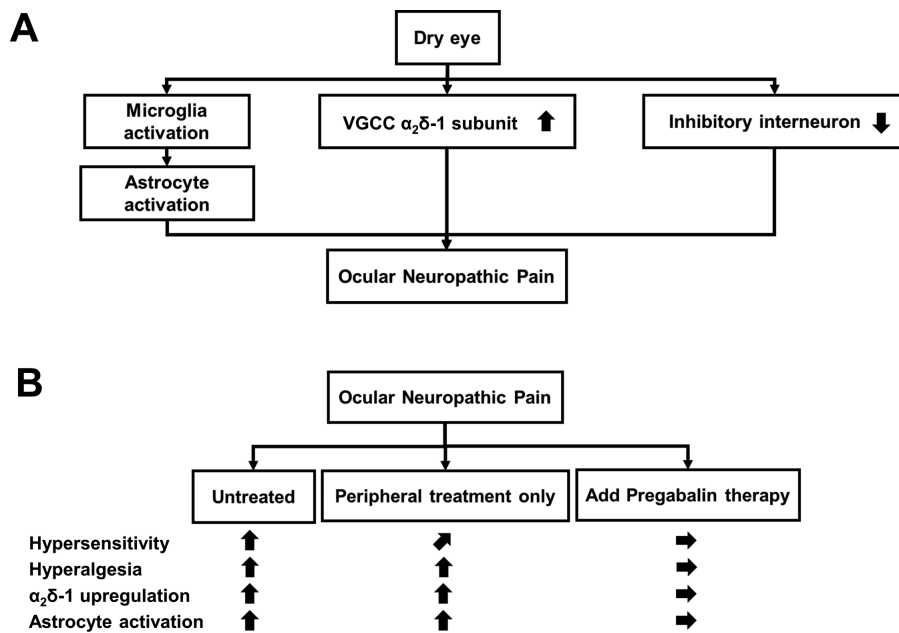 A
Dry eye
Microglia
activation
VGCC α₂δ-1 subunit
Inhibitory interneuron
Astrocyte
activation
Ocular Neuropathic Pain
B
Ocular Neuropathic Pain
Untreated
Peripheral treatment only
Add Pregabalin therapy
Hypersensitivity
Hyperalgesia
α₂δ-1 upregulation
Astrocyte activation